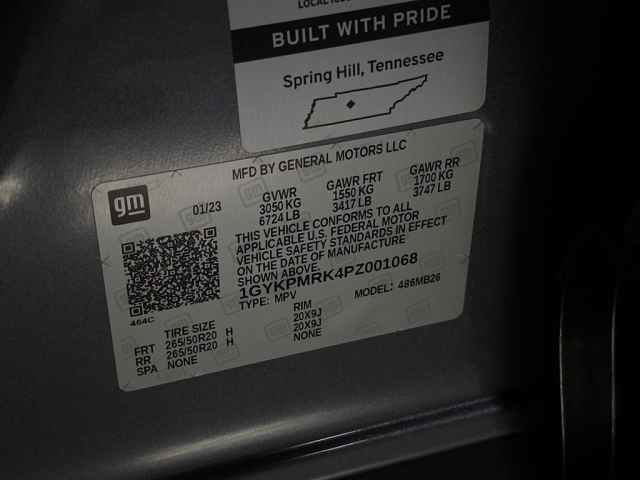 BUILT WITH PRIDE
Spring Hill, Tennessee
MFD BY GENERAL MOTORS LLC
gm
01/23
GVWR GAWR FRT GAWR RR
3050 KG 1550 KG 1700 KG
6724 LB 3417 LB 3747 LB
THIS VEHICLE CONFORMS TO ALL
APPLICABLE U.S. FEDERAL MOTOR
VEHICLE SAFETY STANDARDS IN EFFECT
ON THE DATE OF MANUFACTURE
SHOWN ABOVE.
1GYKPMRK4PZ001068
TYPE: MPV MODEL: 486MB26
464C
TIRE SIZE RIM
FRT 265/50R20 H 20X9J
RR 265/50R20 H 20X9J
SPA NONE NONE